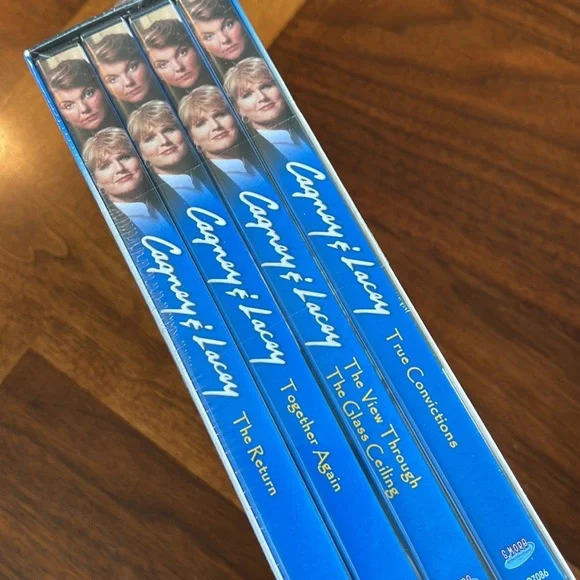 Cagney & Lacey
The Return
Cagney & Lacey
Together Again
Cagney & Lacey
The View Through
The Glass Ceiling
Cagney & Lacey
True Convictions
S'MORE